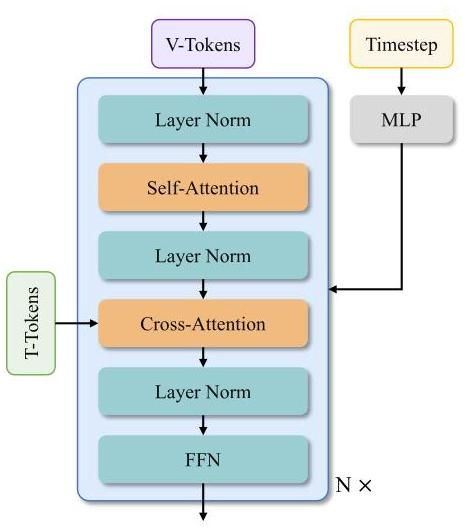 V-Tokens
Timestep
Layer Norm
MLP
Self-Attention
Layer Norm
T-Tokens
Cross-Attention
Layer Norm
FFN
N ×